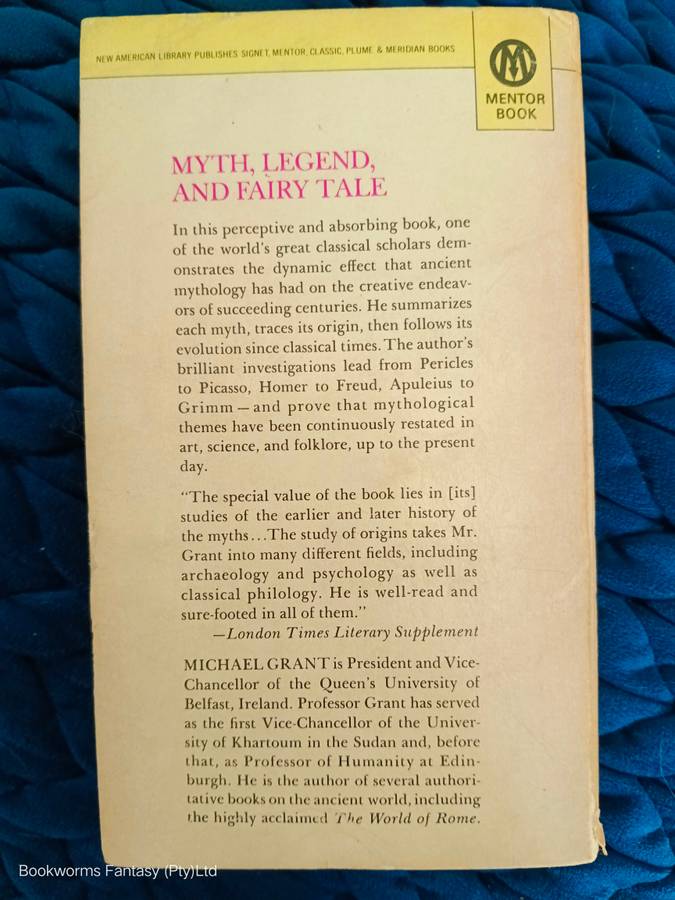 NEW AMERICAN LIBRARY PUBLISHES SIGNET, MENTOR, CLASSIC, PLUME & MERIDIAN BOOKS
MC
MENTOR
BOOK
MYTH, LEGEND,
AND FAIRY TALE
In this perceptive and absorbing book, one
of the world's great classical scholars dem-
onstrates the dynamic effect that ancient
mythology has had on the creative endeav-
ors of succeeding centuries. He summarizes
each myth, traces its origin, then follows its
evolution since classical times. The author's
brilliant investigations lead from Pericles
to Picasso, Homer to Freud, Apuleius to
Grimm — and prove that mythological
themes have been continuously restated in
art, science, and folklore, up to the present
day.
"The special value of the book lies in [its]
studies of the earlier and later history of
the myths...The study of origins takes Mr.
Grant into many different fields, including
archaeology and psychology as well as
classical philology. He is well-read and
sure-footed in all of them."
—London Times Literary Supplement
MICHAEL GRANT is President and Vice-
Chancellor of the Queen's University of
Belfast, Ireland. Professor Grant has served
as the first Vice-Chancellor of the Univer-
sity of Khartoum in the Sudan and, before
that, as Professor of Humanity at Edin-
burgh. He is the author of several authori-
tative books on the ancient world, including
the highly acclaimed The World of Rome.
Bookworms Fantasy (Pty)Ltd